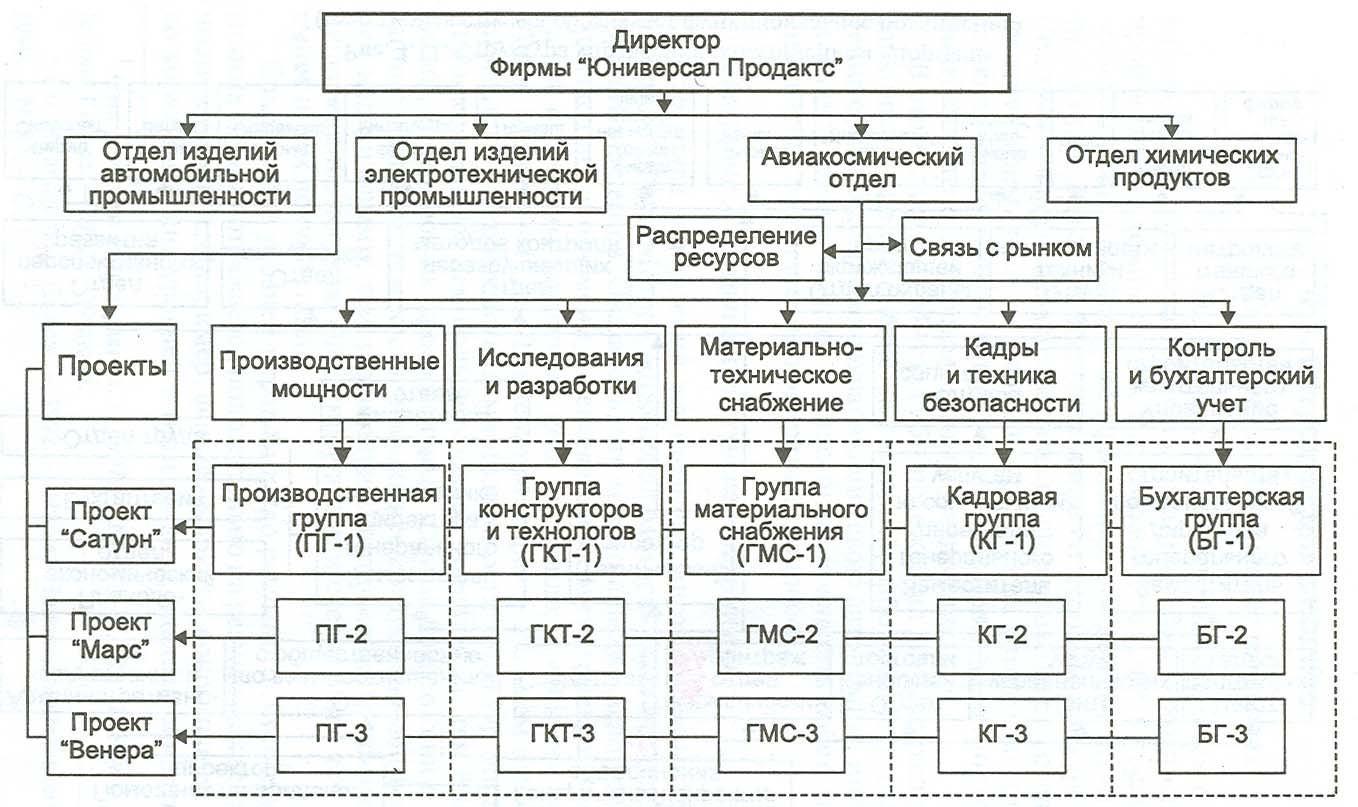 Директор
Фирмы “Юниверсал Продактс”
Отдел изделий
автомобильной
промышленности
Отдел изделий
электротехнической
промышленности
Авиакосмический
отдел
Отдел химических
продуктов
Распределение
ресурсов
Связь с рынком
Проекты
Производственные
мощности
Исследования
и разработки
Материально-
техническое
снабжение
Кадры
и техника
безопасности
Контроль
и бухгалтерский
учет
Проект
“Сатурн”
Производственная
группа
(ПГ-1)
Группа
конструкторов
и технологов
(ГКТ-1)
Группа
материального
снабжения
(ГМС-1)
Кадровая
группа
(КГ-1)
Бухгалтерская
группа
(БГ-1)
Проект
“Марс”
ПГ-2
ГКТ-2
ГМС-2
КГ-2
БГ-2
Проект
“Венера”
ПГ-3
ГКТ-3
ГМС-3
КГ-3
БГ-3